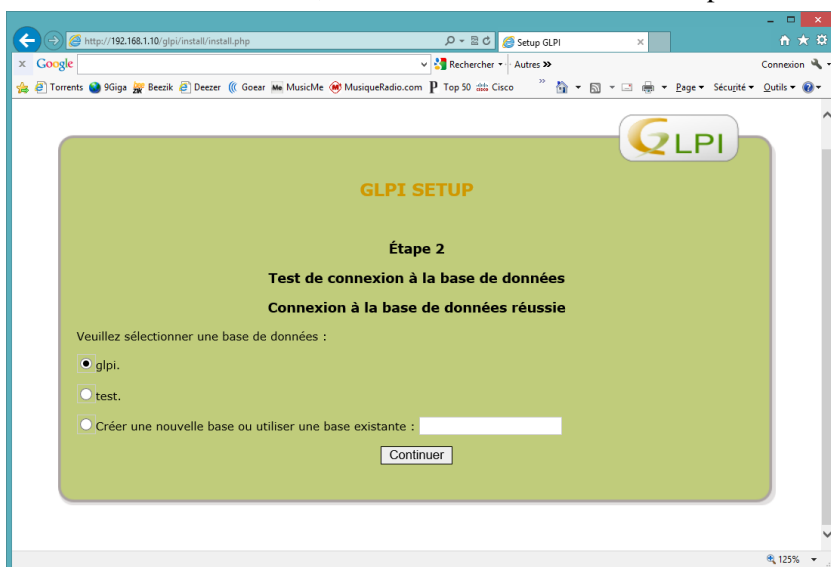 http://192.168.1.10/glpi/install/install.php
Setup GLPI
Google
Rechercher
Autres
Connexion
Torrents 9Giga Beezik Deezer Goear MusicMe MusiqueRadio.com Top 50 Cisco
Page Sécurité Outils
GLPI
GLPI SETUP
Étape 2
Test de connexion à la base de données
Connexion à la base de données réussie
Veuillez sélectionner une base de données :
glpi.
test.
Créer une nouvelle base ou utiliser une base existante :
Continuer
125%